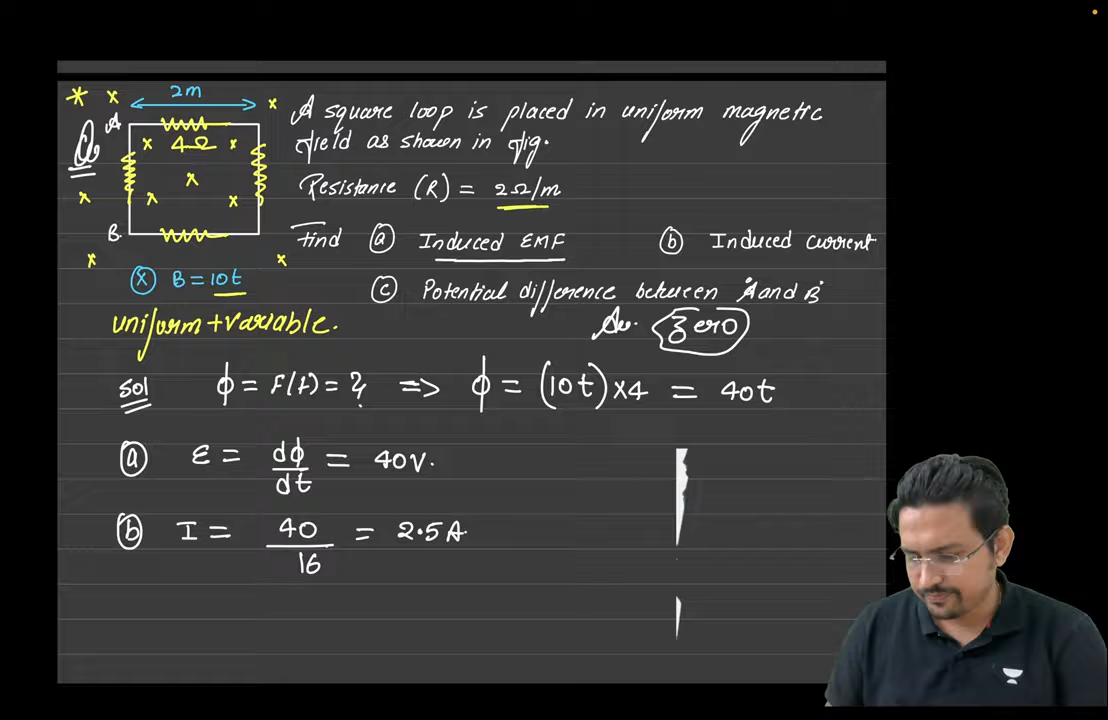 * x 2m x
A
Q
x 4Ω x
x
x x x
B
x x
ⓧ B = 10t
uniform + variable.
A square loop is placed in uniform magnetic
field as shown in fig.
Resistance (R) = 2Ω/m
Find ⓐ Induced EMF ⓑ Induced current
ⓒ Potential difference between A and B
Zero
Sol ϕ = F(t) = ? => ϕ = (10t) x 4 = 40t
ⓐ ε = dϕ/dt = 40V.
ⓑ I = 40/16 = 2.5A.